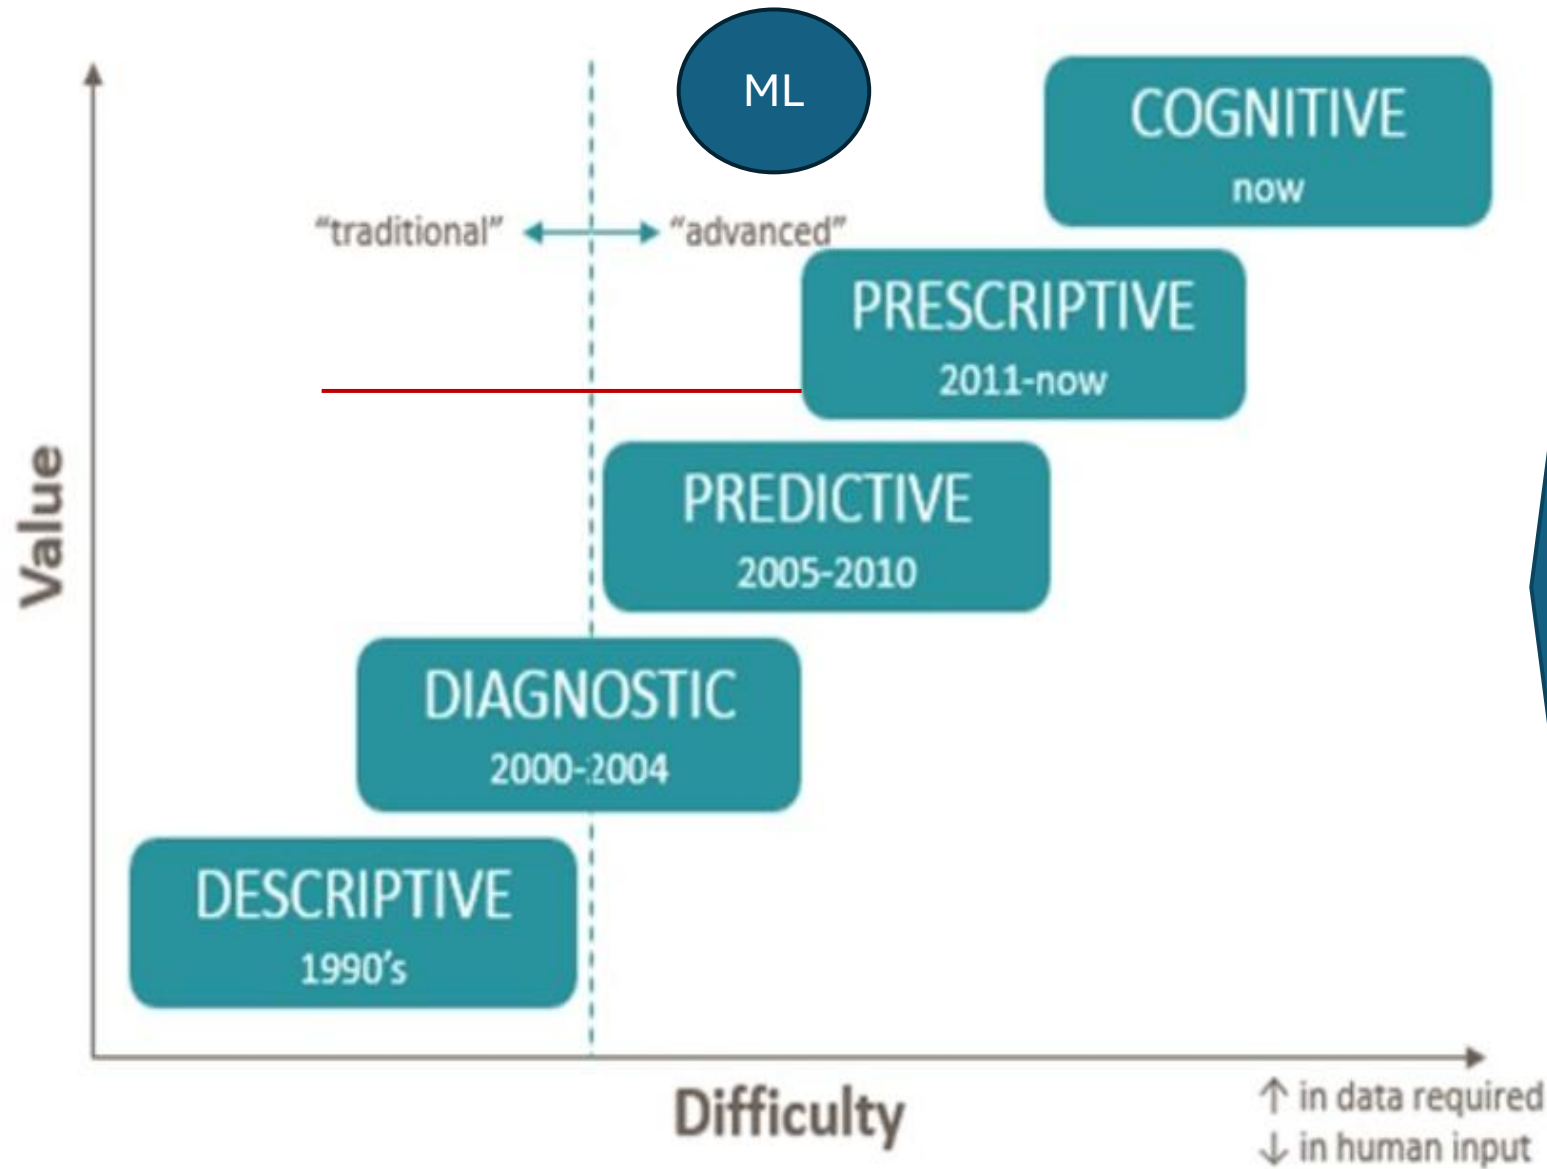 ML
COGNITIVE
now
“traditional”
“advanced”
PRESCRIPTIVE
2011-now
PREDICTIVE
2005-2010
DIAGNOSTIC
2000-2004
DESCRIPTIVE
1990’s
Value
Difficulty
↑ in data required
↓ in human input